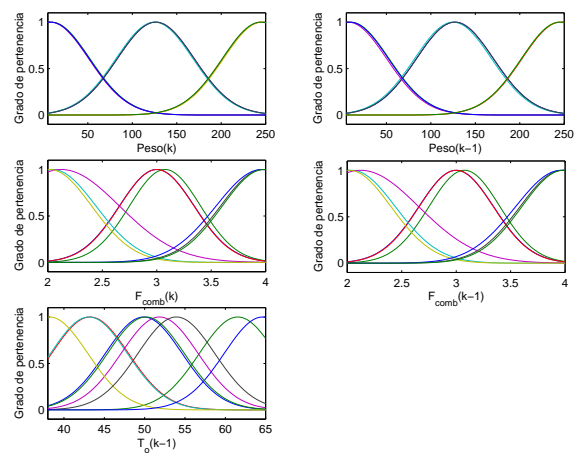 Grado de pertenencia
1
0.5
0
50 100 150 200 250
Peso(k)
Grado de pertenencia
1
0.5
0
50 100 150 200 250
Peso(k−1)
Grado de pertenencia
1
0.5
0
2 2.5 3 3.5 4
F_comb(k)
Grado de pertenencia
1
0.5
0
2 2.5 3 3.5 4
F_comb(k−1)
Grado de pertenencia
1
0.5
0
40 45 50 55 60 65
T_o(k−1)